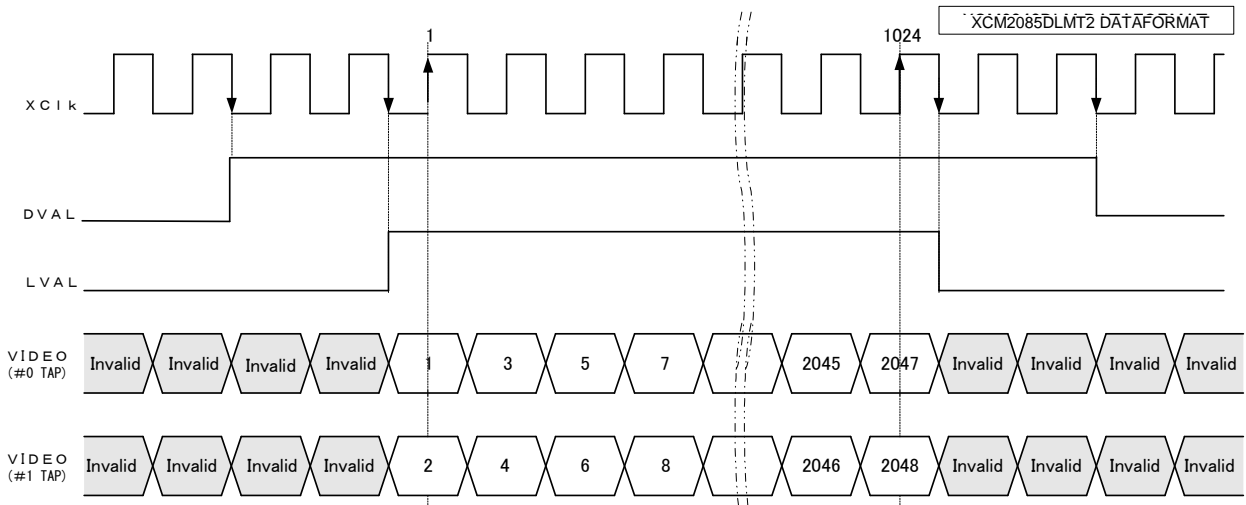 XCM2085DLMT2 DATAFORMAT
1 1024
XClk
DVAL
LVAL
VIDEO
(#0 TAP)
Invalid Invalid Invalid Invalid 1 3 5 7 2045 2047 Invalid Invalid Invalid Invalid
VIDEO
(#1 TAP)
Invalid Invalid Invalid Invalid 2 4 6 8 2046 2048 Invalid Invalid Invalid Invalid